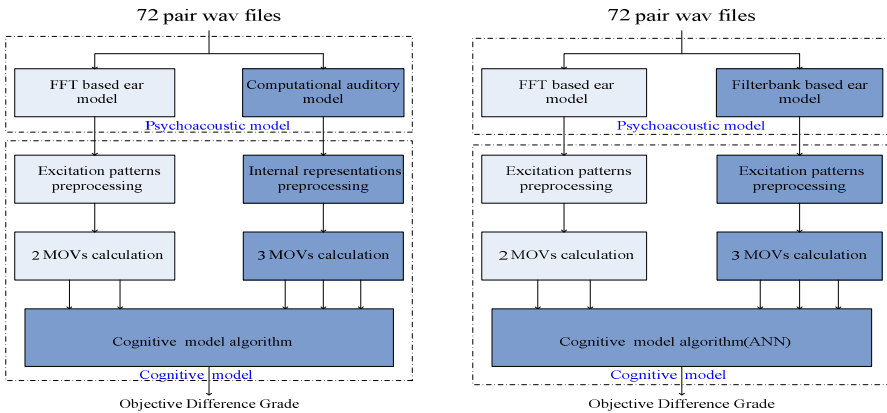 72 pair wav files
FFT based ear
model
Computational auditory
model
Psychoacoustic model
Excitation patterns
preprocessing
Internal representations
preprocessing
2 MOVs calculation
3 MOVs calculation
Cognitive model algorithm
Cognitive model
Objective Difference Grade
72 pair wav files
FFT based ear
model
Filterbank based ear
model
Psychoacoustic model
Excitation patterns
preprocessing
Excitation patterns
preprocessing
2 MOVs calculation
3 MOVs calculation
Cognitive model algorithm(ANN)
Cognitive model
Objective Difference Grade